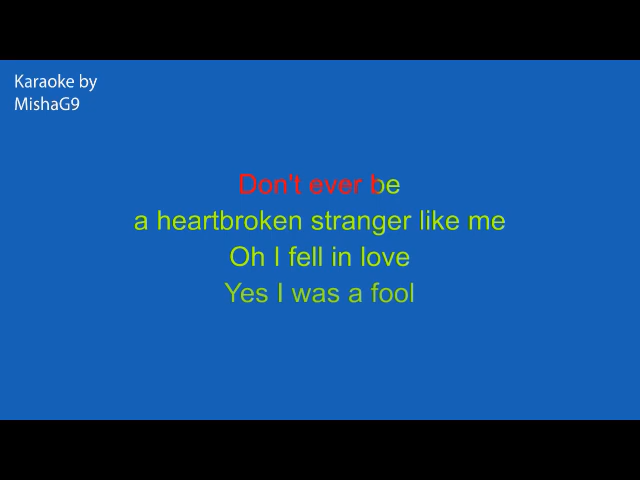 Karaoke by
MishaG9
Don't ever be
a heartbroken stranger like me
Oh I fell in love
Yes I was a fool